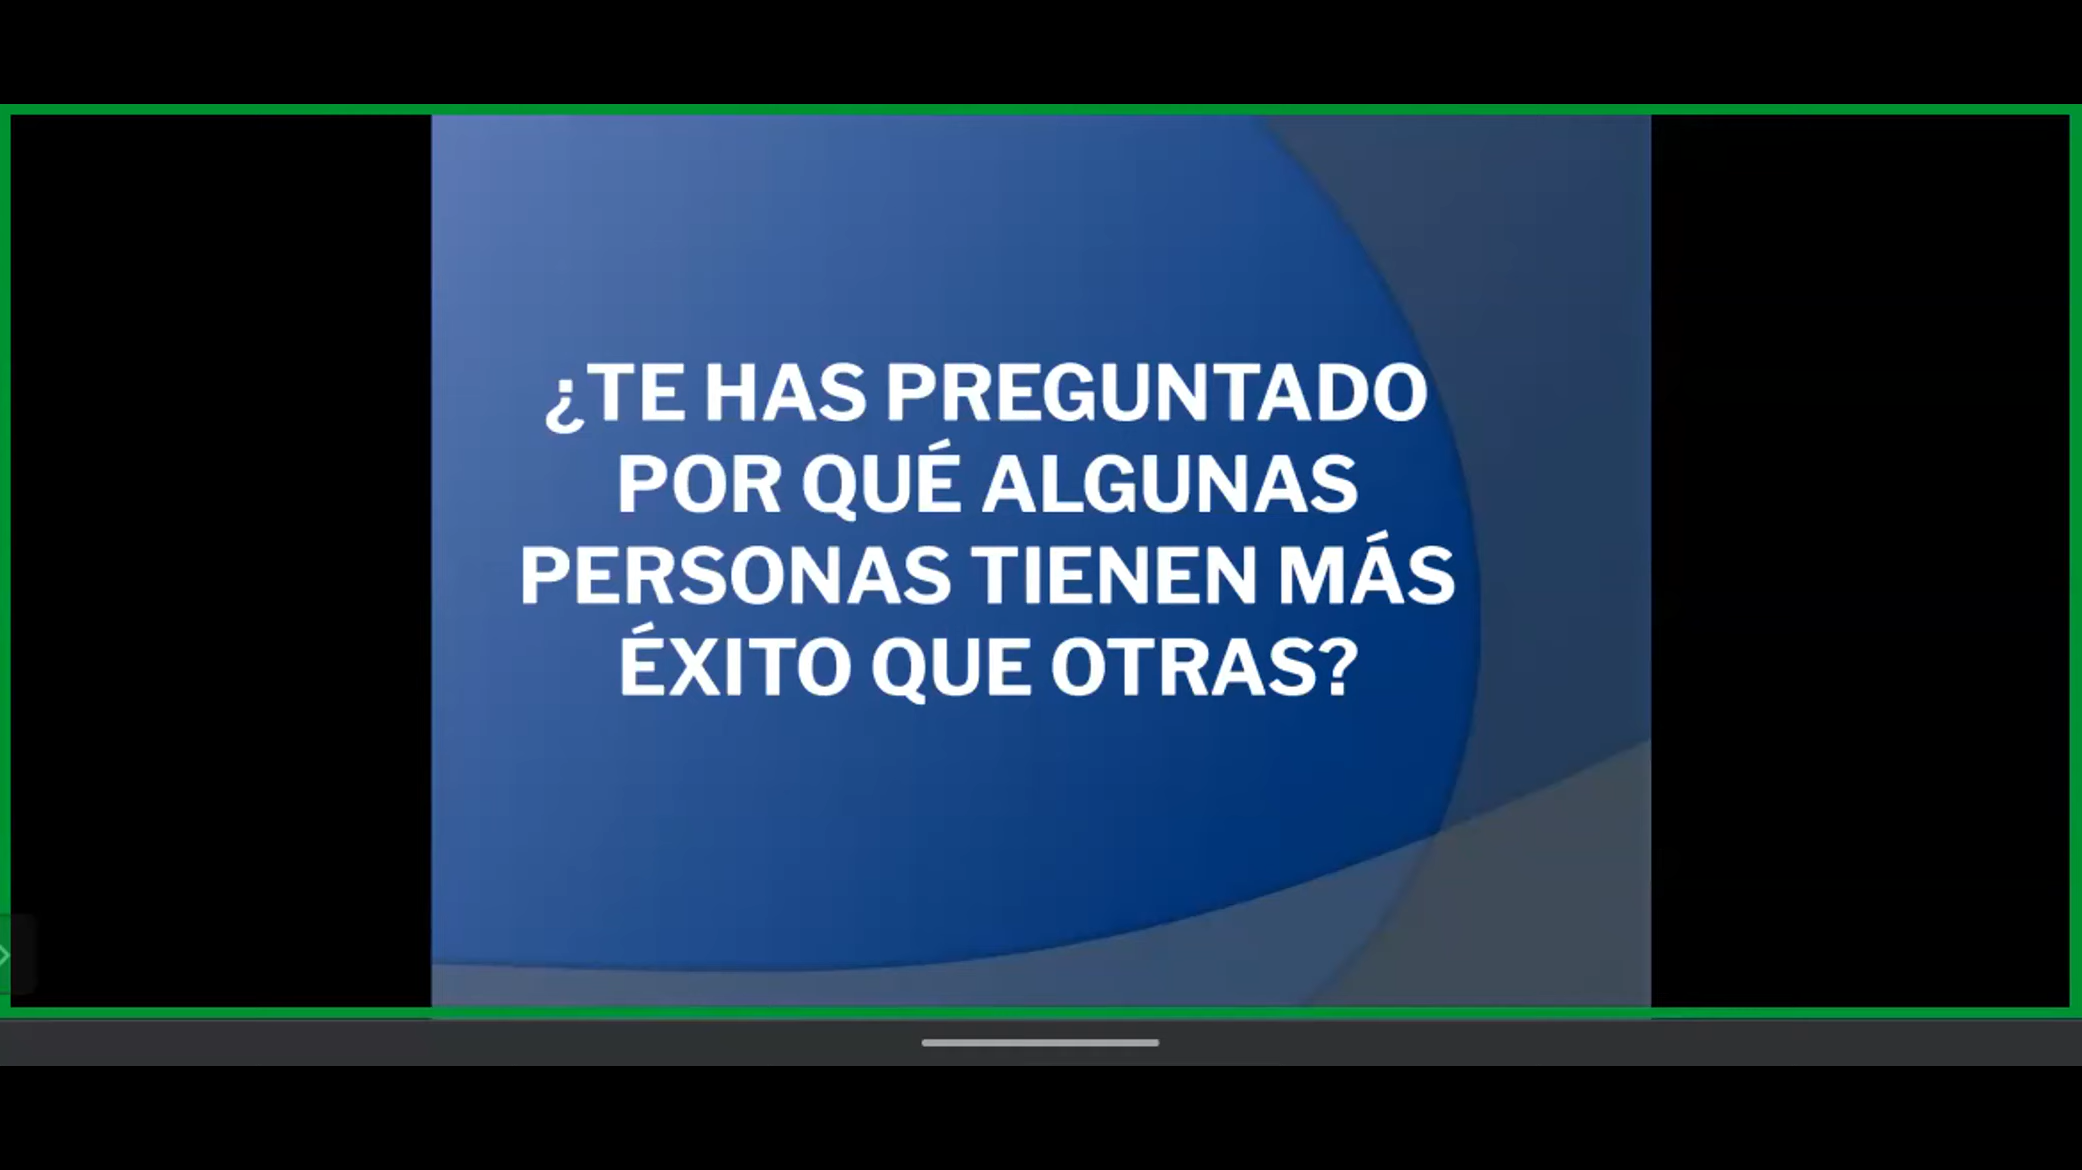 ¿TE HAS PREGUNTADO
POR QUÉ ALGUNAS
PERSONAS TIENEN MÁS
ÉXITO QUE OTRAS?